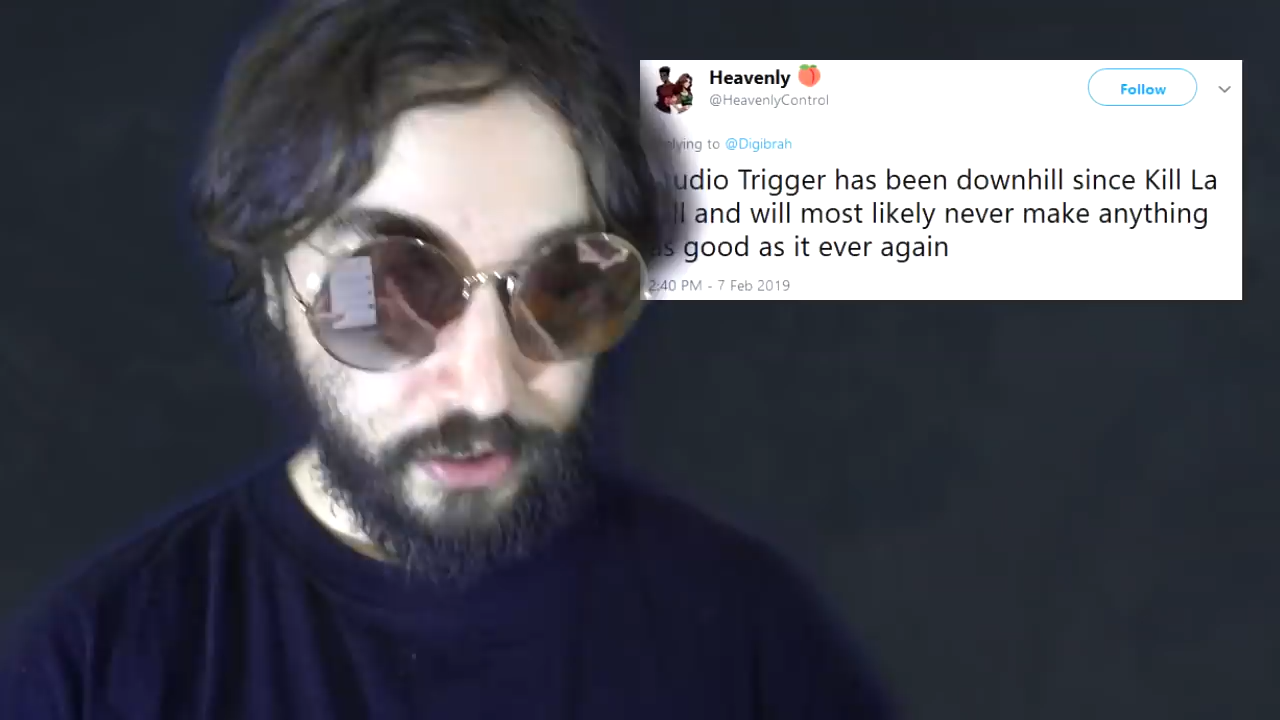 Heavenly 🍑
@HeavenlyControl
Follow
to @Digibrah
Trigger has been downhill since Kill La
and will most likely never make anything
good as it ever again
2:40 PM - 7 Feb 2019